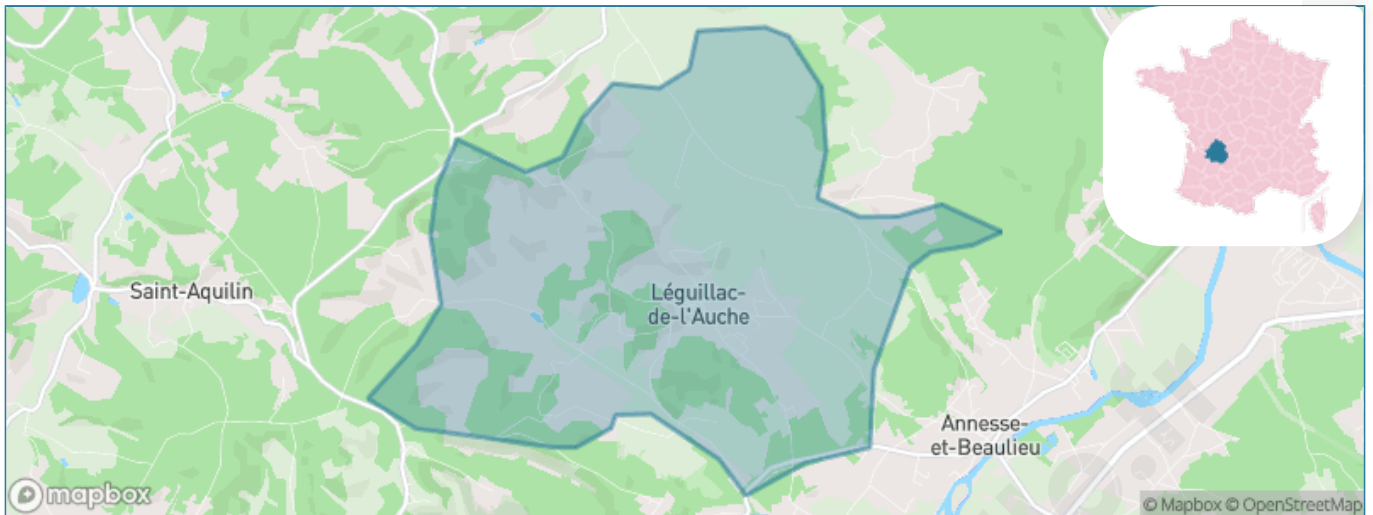 Saint-Aquilin
Léguillac-
de-l'Auche
Annesse-
et-Beaulieu
mapbox
© Mapbox © OpenStreetMap